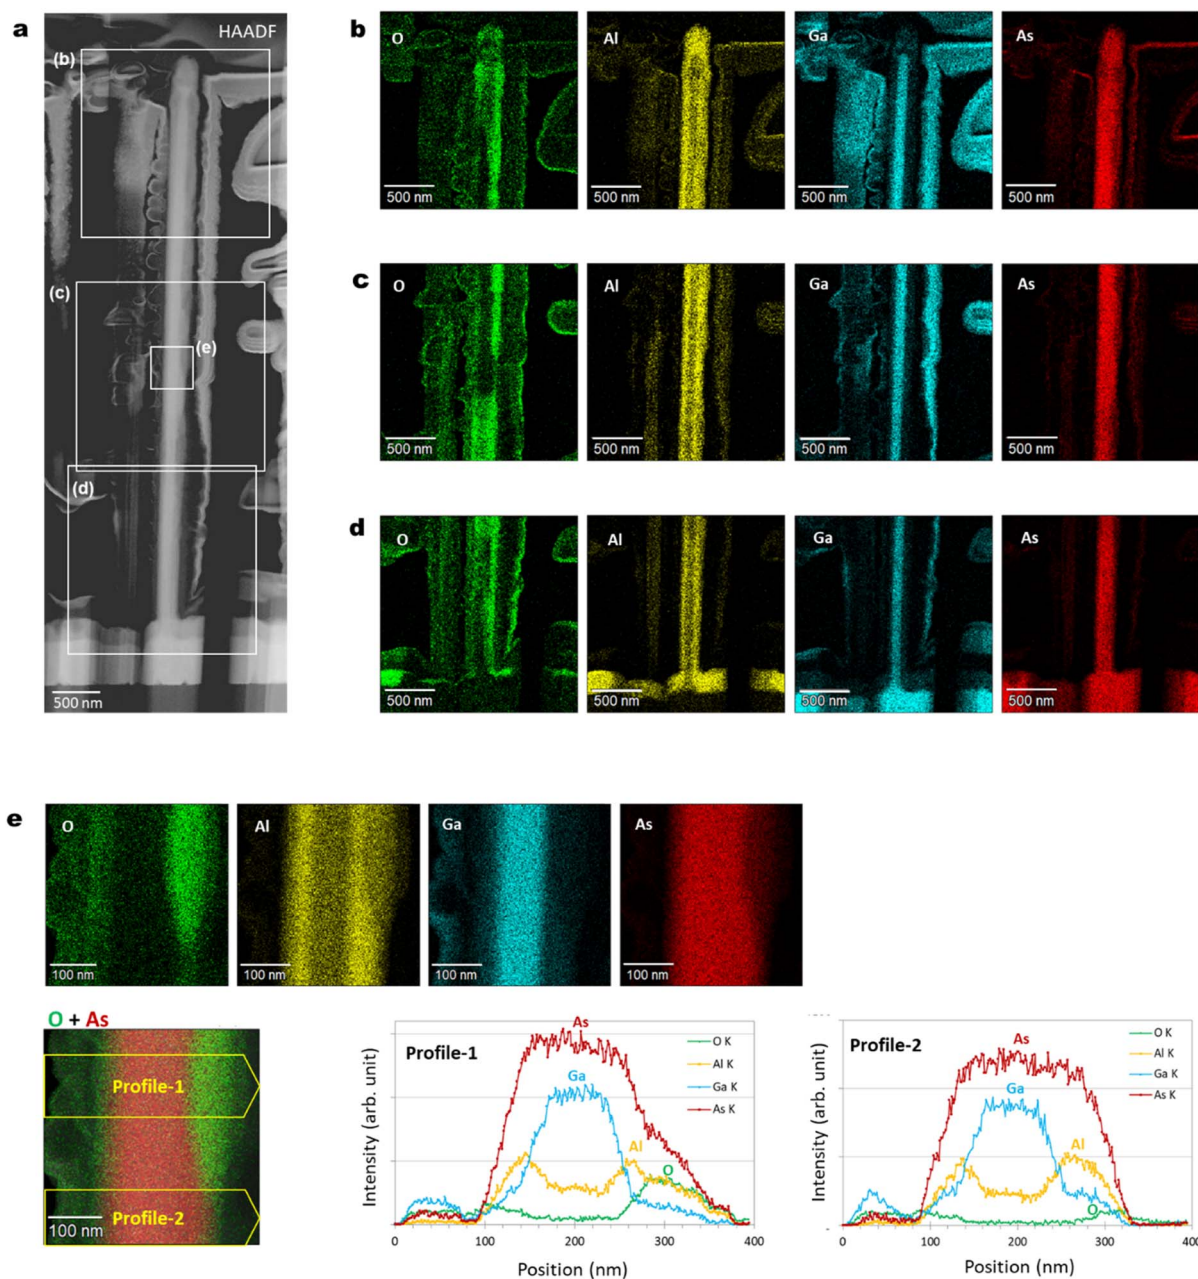 a
HAADF
(b)
(c)
(e)
(d)
500 nm
b
O
Al
Ga
As
500 nm
500 nm
500 nm
500 nm
c
O
Al
Ga
As
500 nm
500 nm
500 nm
500 nm
d
O
Al
Ga
As
500 nm
500 nm
500 nm
500 nm
e
O
Al
Ga
As
100 nm
100 nm
100 nm
100 nm
O + As
Profile-1
Profile-2
100 nm
Profile-1
As
Ga
Al
O
O K
Al K
Ga K
As K
Intensity (arb. unit)
0 100 200 300 400
Position (nm)
Profile-2
As
Ga
Al
O
O K
Al K
Ga K
As K
Intensity (arb. unit)
0 100 200 300 400
Position (nm)